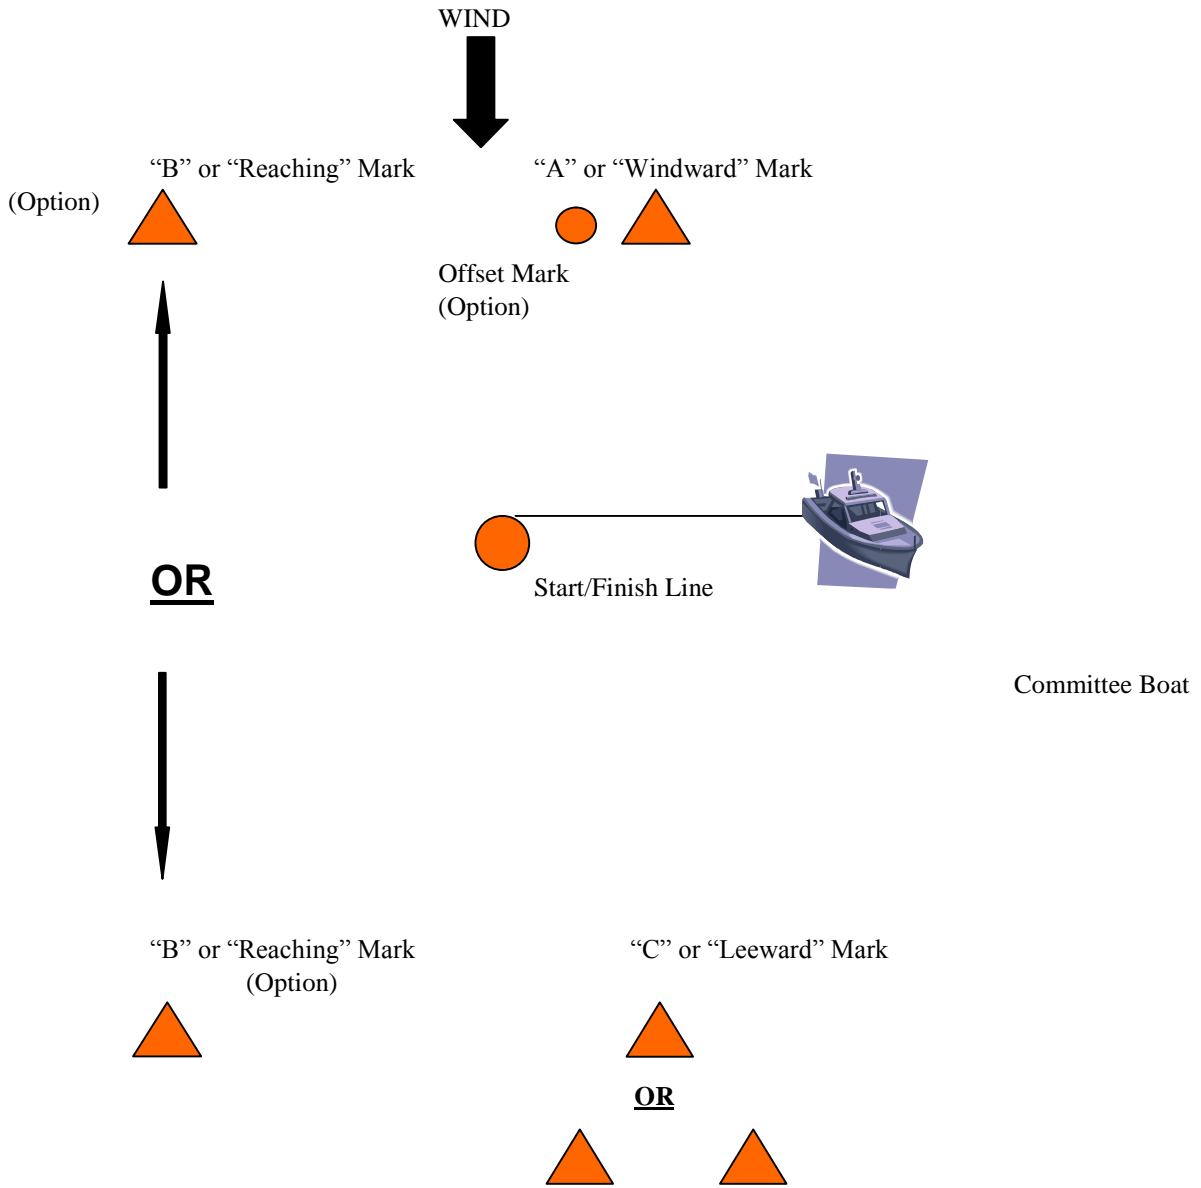 WIND
“B” or “Reaching” Mark
“A” or “Windward” Mark
(Option)
Offset Mark
(Option)
OR
Start/Finish Line
Committee Boat
“B” or “Reaching” Mark
(Option)
“C” or “Leeward” Mark
OR